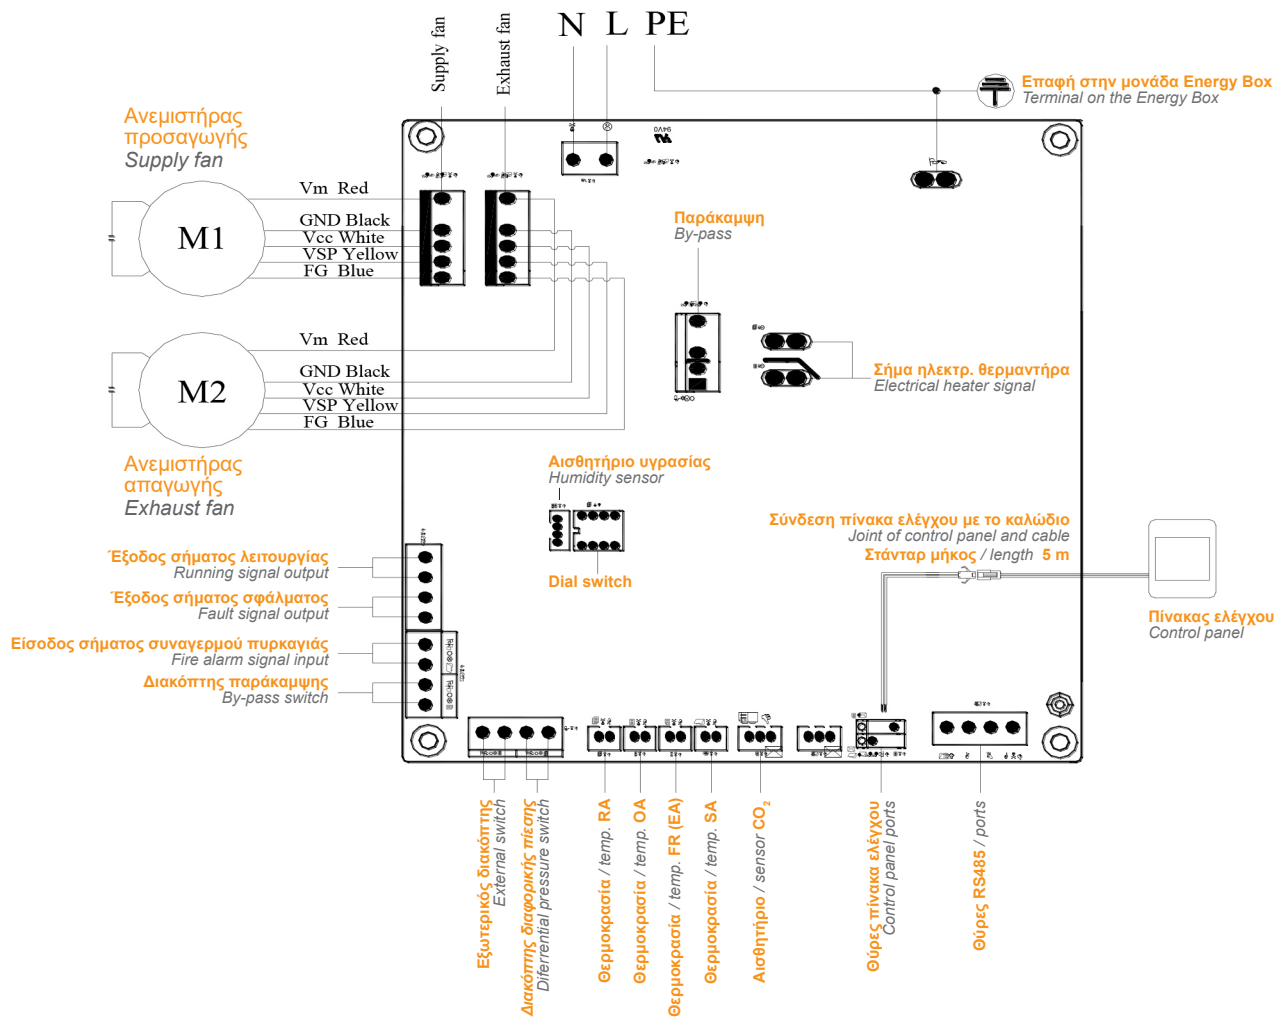 N L PE
Supply fan
Exhaust fan
Επαφή στην μονάδα Energy Box
Terminal on the Energy Box
Ανεμιστήρας
προσαγωγής
Supply fan
94V0
Vm Red
GND Black
Vcc White
VSP Yellow
FG Blue
M1
Παράκαμψη
By-pass
Vm Red
GND Black
Vcc White
VSP Yellow
FG Blue
M2
Σήμα ηλεκτρ. θερμαντήρα
Electrical heater signal
Ανεμιστήρας
απαγωγής
Exhaust fan
Αισθητήριο υγρασίας
Humidity sensor
Dial switch
Σύνδεση πίνακα ελέγχου με το καλώδιο
Joint of control panel and cable
Στάνταρ μήκος / length 5 m
Έξοδος σήματος λειτουργίας
Running signal output
Έξοδος σήματος σφάλματος
Fault signal output
Είσοδος σήματος συναγερμού πυρκαγιάς
Fire alarm signal input
Διακόπτης παράκαμψης
By-pass switch
Πίνακας ελέγχου
Control panel
Εξωτερικός διακόπτης
External switch
Διακόπτης διαφορικής πίεσης
Diferrential pressure switch
Θερμοκρασία / temp. RA
Θερμοκρασία / temp. OA
Θερμοκρασία / temp. FR (EA)
Θερμοκρασία / temp. SA
Αισθητήριο / sensor CO2
Θύρες πίνακα ελέγχου
Control panel ports
Θύρες RS485 / ports